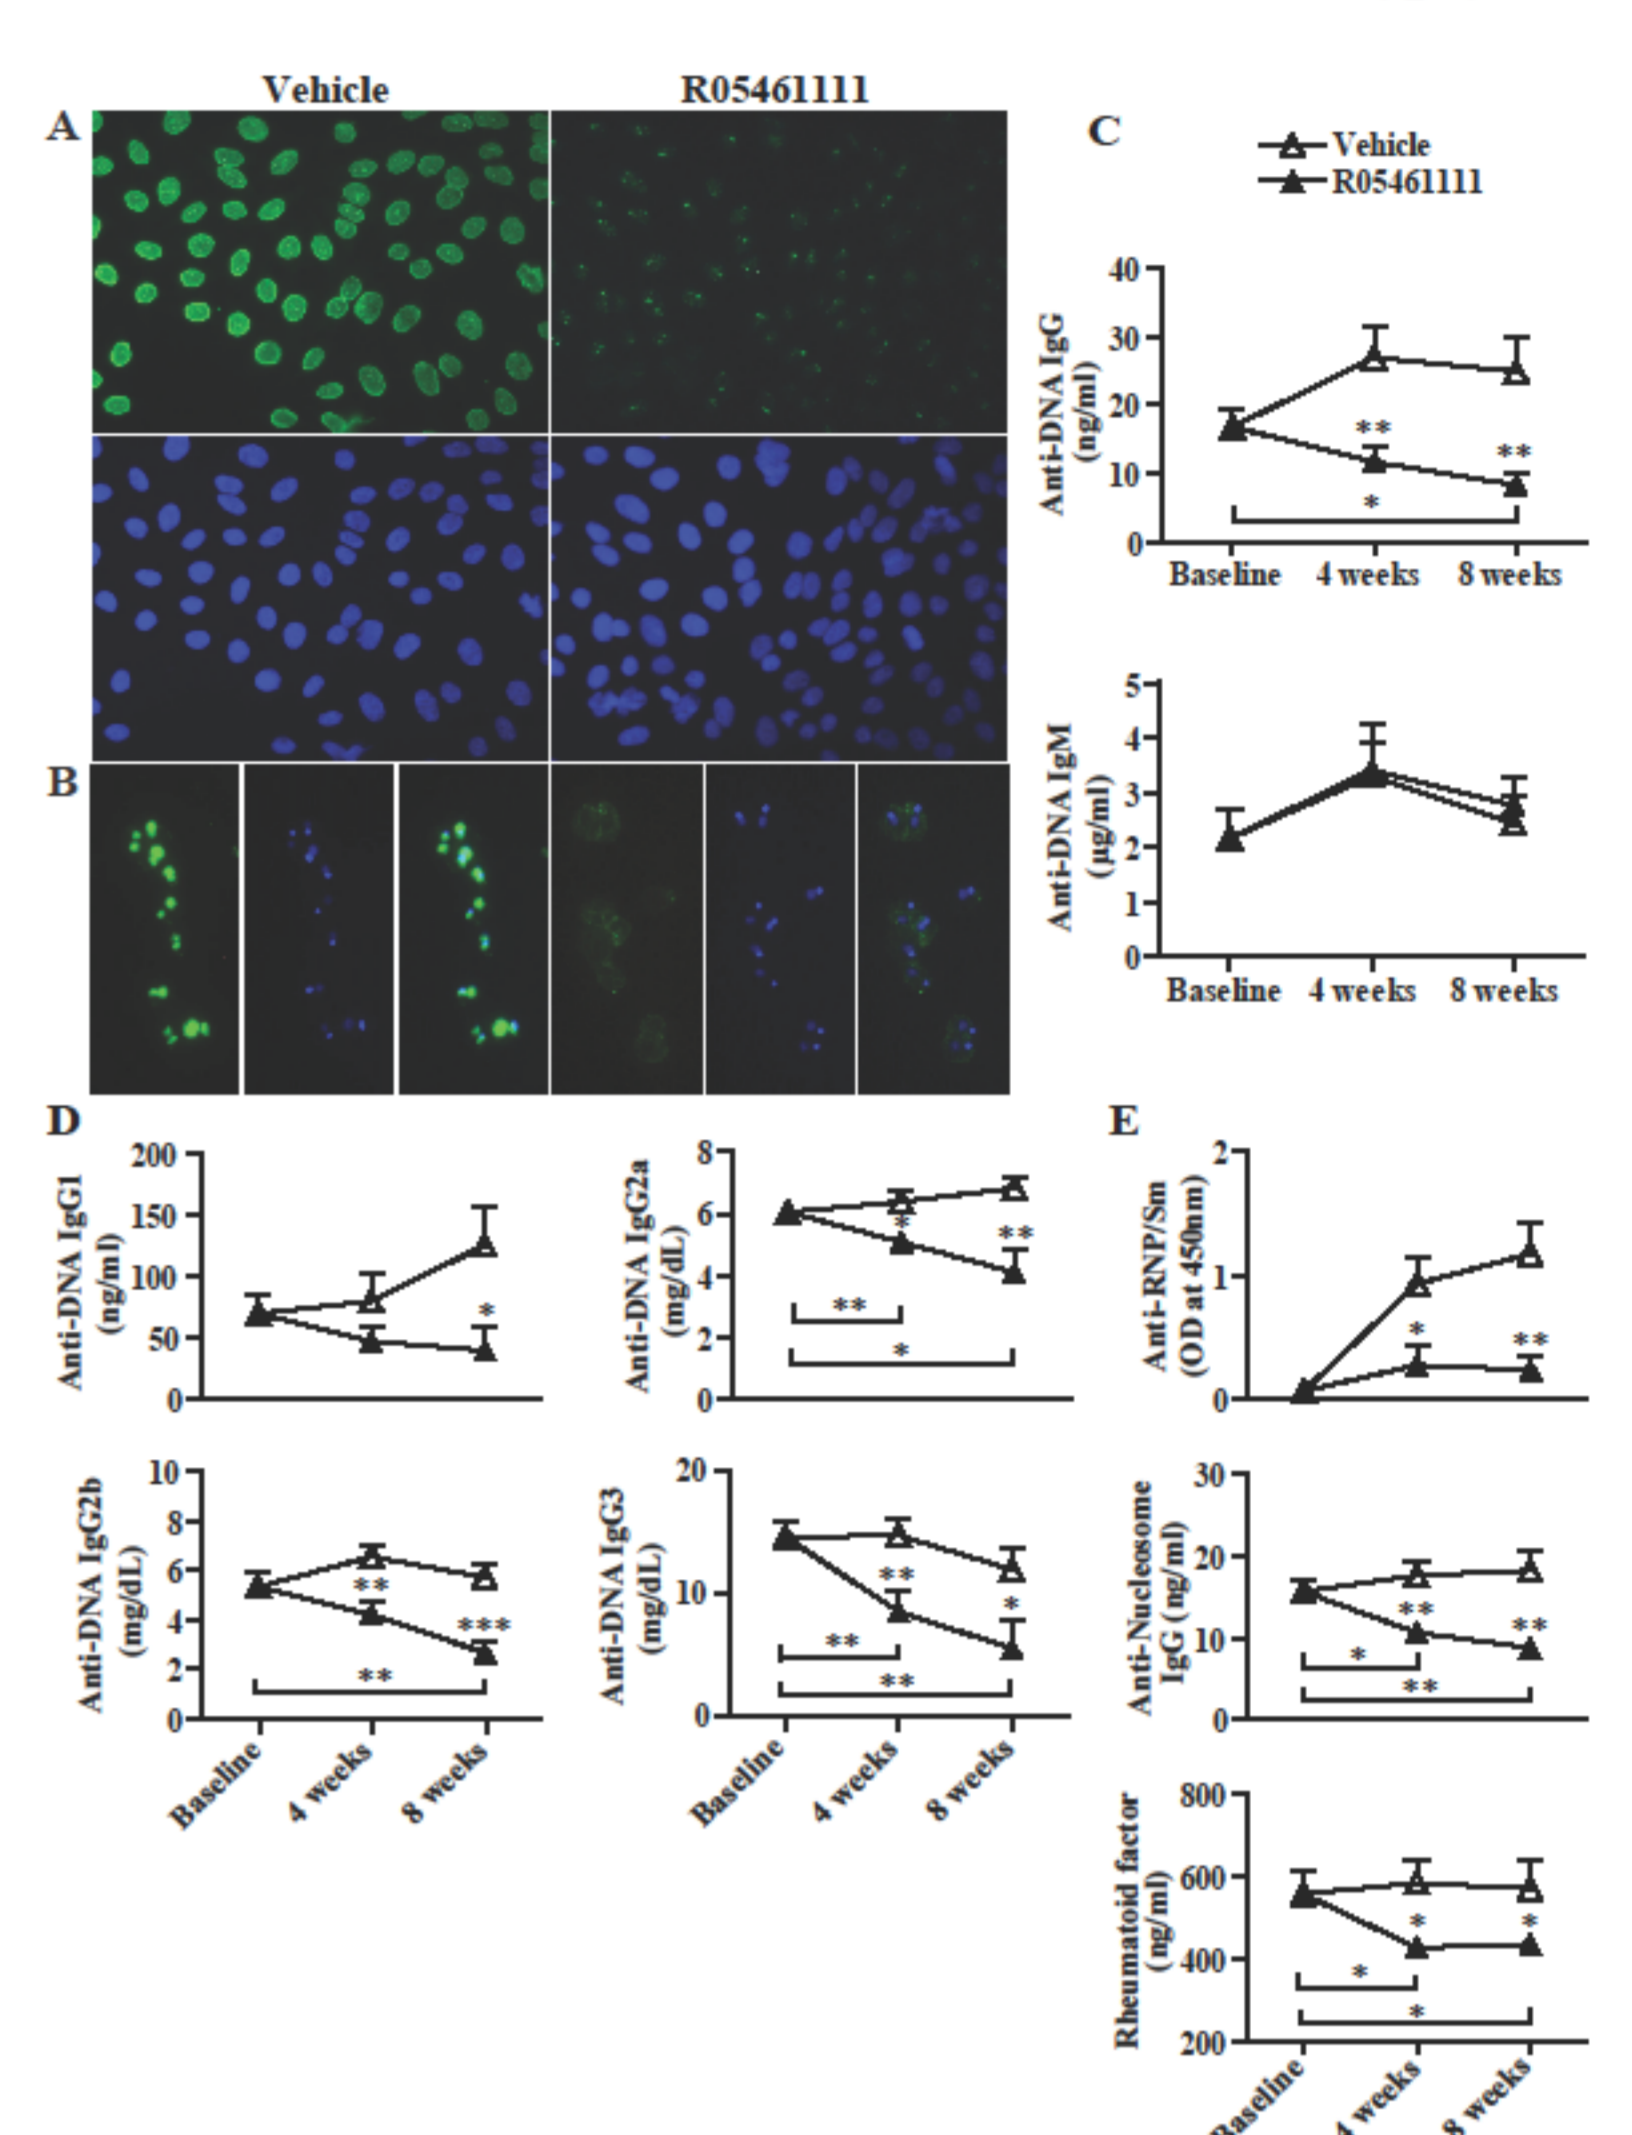 Vehicle
R05461111
A
B
C
Vehicle
R05461111
Anti-DNA IgG
(ng/ml)
40
30
20
10
0
**
**
*
Baseline
4 weeks
8 weeks
Anti-DNA IgM
(µg/ml)
5
4
3
2
1
0
Baseline
4 weeks
8 weeks
D
Anti-DNA IgG1
(ng/ml)
200
150
100
50
0
*
Anti-DNA IgG2a
(mg/dL)
8
6
4
2
0
*
**
**
*
Anti-DNA IgG2b
(mg/dL)
10
8
6
4
2
0
**
***
**
Baseline
4 weeks
8 weeks
Anti-DNA IgG3
(mg/dL)
20
10
0
**
*
**
**
Baseline
4 weeks
8 weeks
E
Anti-RNP/Sm
(OD at 450nm)
2
1
0
*
**
Anti-Nucleosome
IgG (ng/ml)
30
20
10
0
**
**
*
**
Rheumatoid factor
(ng/ml)
800
600
400
200
*
*
*
*
Baseline
4 weeks
8 weeks